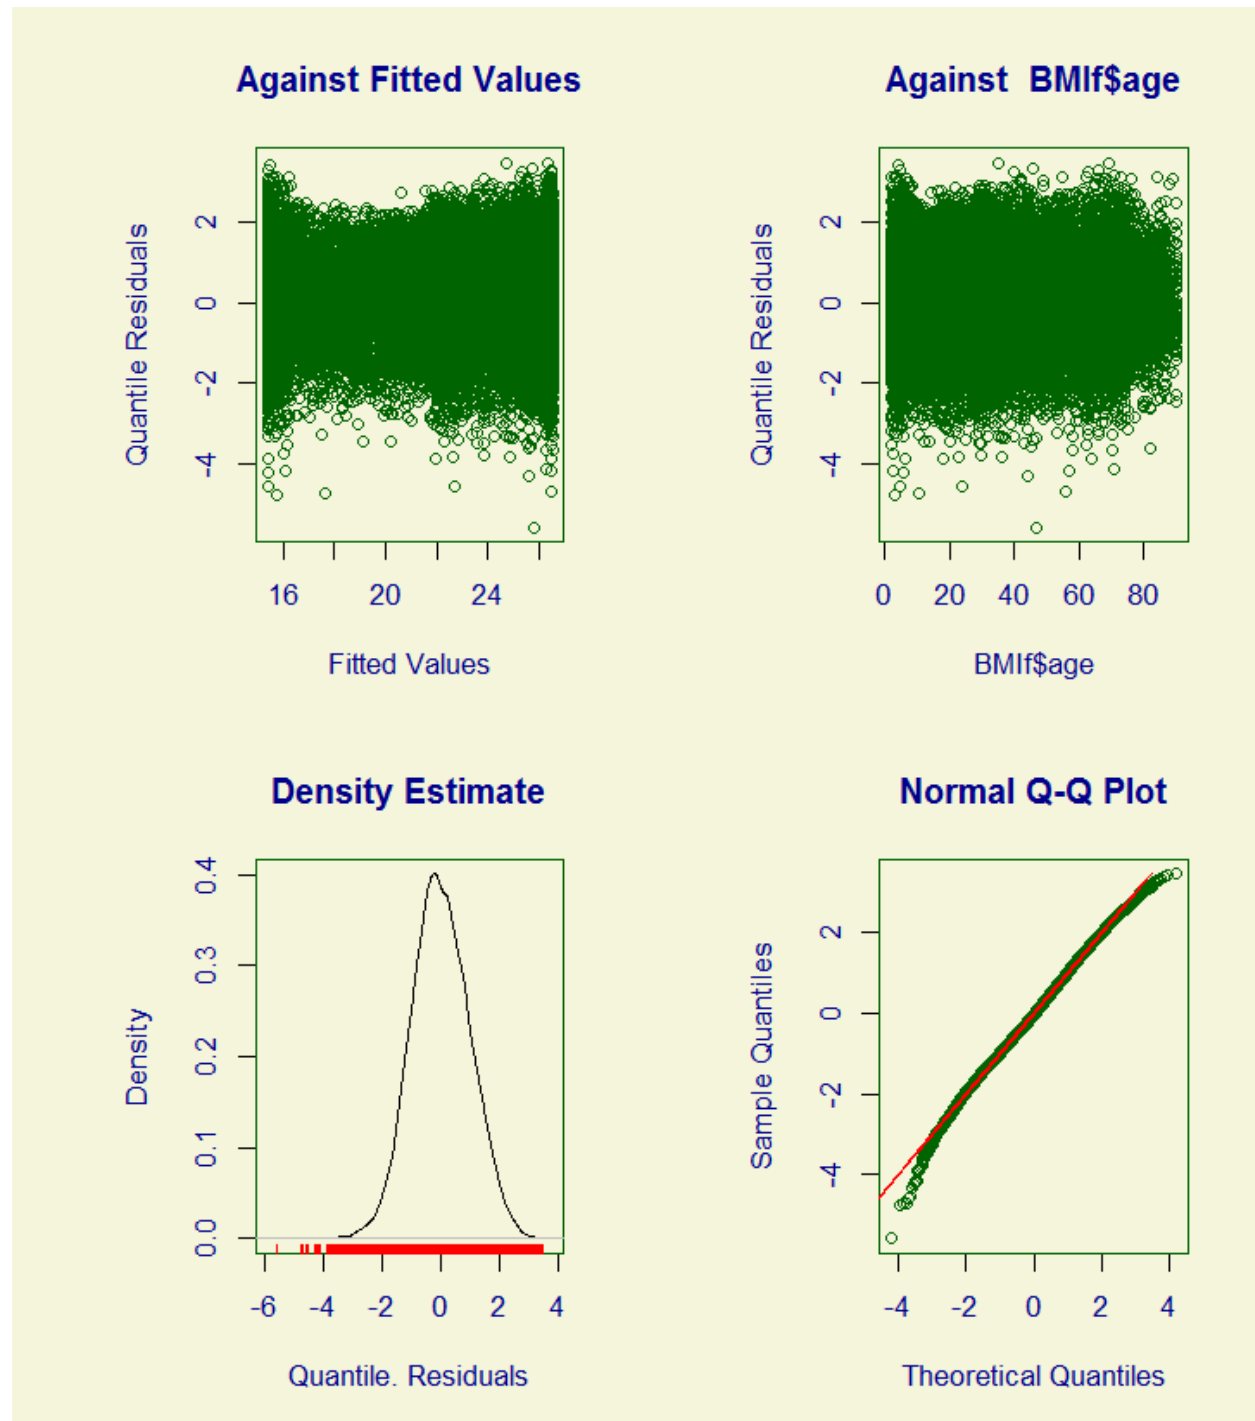 Against Fitted Values
Quantile Residuals
2
0
-2
-4
16 20 24
Fitted Values
Against  BMIf$age
Quantile Residuals
2
0
-2
-4
0 20 40 60 80
BMIf$age
Density Estimate
Density
0.4
0.3
0.2
0.1
0.0
-6 -4 -2 0 2 4
Quantile. Residuals
Normal Q-Q Plot
Sample Quantiles
2
0
-2
-4
-4 -2 0 2 4
Theoretical Quantiles